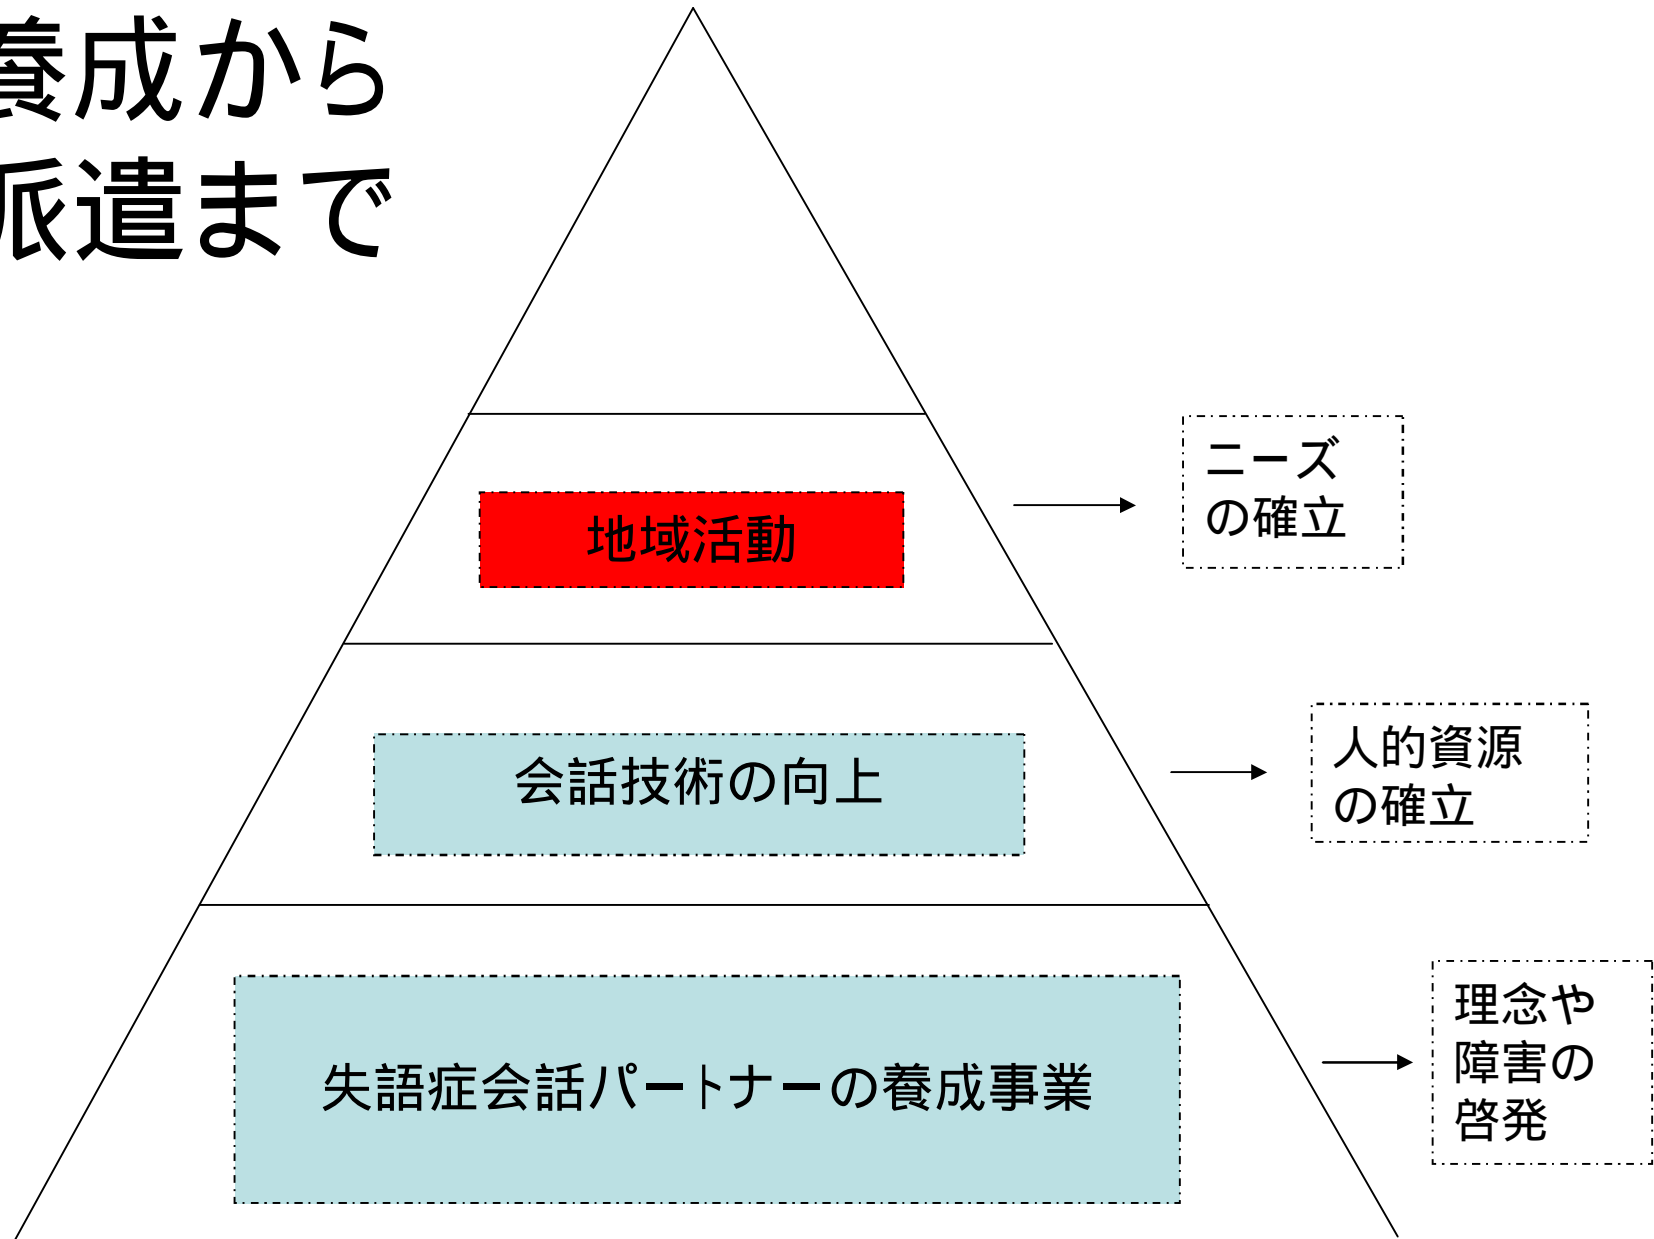 養成から
派遣まで
ニーズ
の確立
地域活動
人的資源
の確立
会話技術の向上
理念や
障害の
啓発
失語症会話パートナーの養成事業